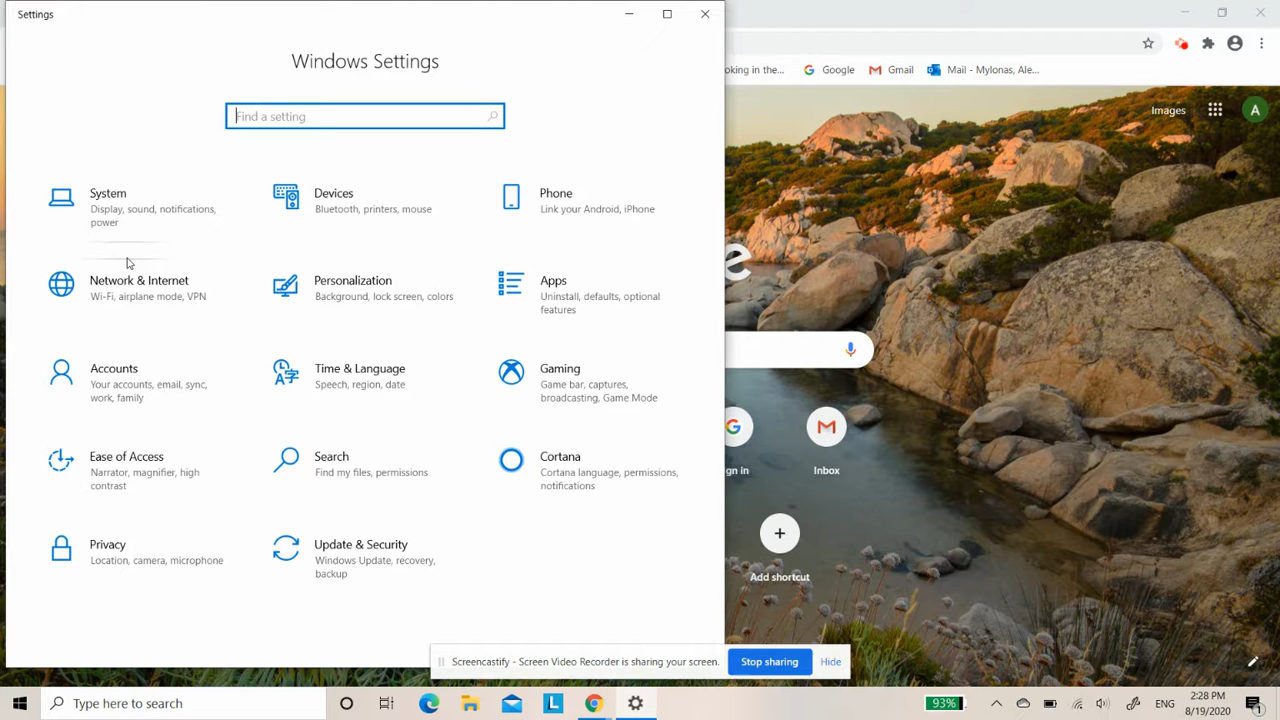 Settings
Windows Settings
Find a setting
System
Display, sound, notifications,
power
Devices
Bluetooth, printers, mouse
Phone
Link your Android, iPhone
Network & Internet
Wi-Fi, airplane mode, VPN
Personalization
Background, lock screen, colors
Apps
Uninstall, defaults, optional
features
Accounts
Your accounts, email, sync,
work, family
Time & Language
Speech, region, date
Gaming
Game bar, captures,
broadcasting, Game Mode
Ease of Access
Narrator, magnifier, high
contrast
Search
Find my files, permissions
Cortana
Cortana language, permissions,
notifications
Privacy
Location, camera, microphone
Update & Security
Windows Update, recovery,
backup
oking in the...
Google
Gmail
Mail - Mylonas, Ale...
Images
A
e
n in
Inbox
Add shortcut
Screencastify - Screen Video Recorder is sharing your screen.
Stop sharing
Hide
Type here to search
L
93%
ENG
2:28 PM
8/19/2020
1